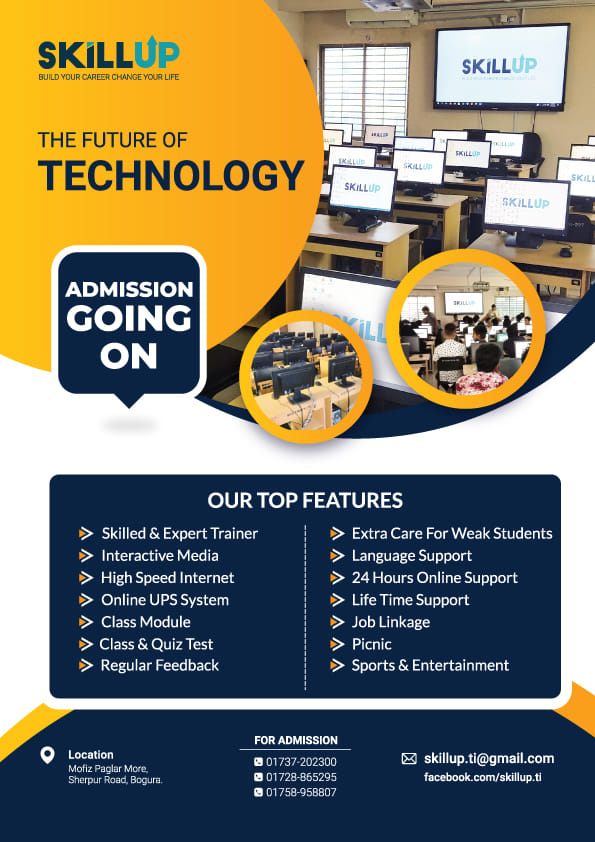 SKILLUP
BUILD YOUR CAREER CHANGE YOUR LIFE
SKILLUP
THE FUTURE OF
TECHNOLOGY
SKILLUP
SKILLUP
SKILLUP
SKILLUP
SKILLUP
SKILLUP
SKILLUP
ADMISSION
GOING
ON
OUR TOP FEATURES
Skilled & Expert Trainer
Interactive Media
High Speed Internet
Online UPS System
Class Module
Class & Quiz Test
Regular Feedback
Extra Care For Weak Students
Language Support
24 Hours Online Support
Life Time Support
Job Linkage
Picnic
Sports & Entertainment
Location
Mofiz Paglar More,
Sherpur Road, Bogura.
FOR ADMISSION
01737-202300
01728-865295
01758-958807
skillup.ti@gmail.com
facebook.com/skillup.ti